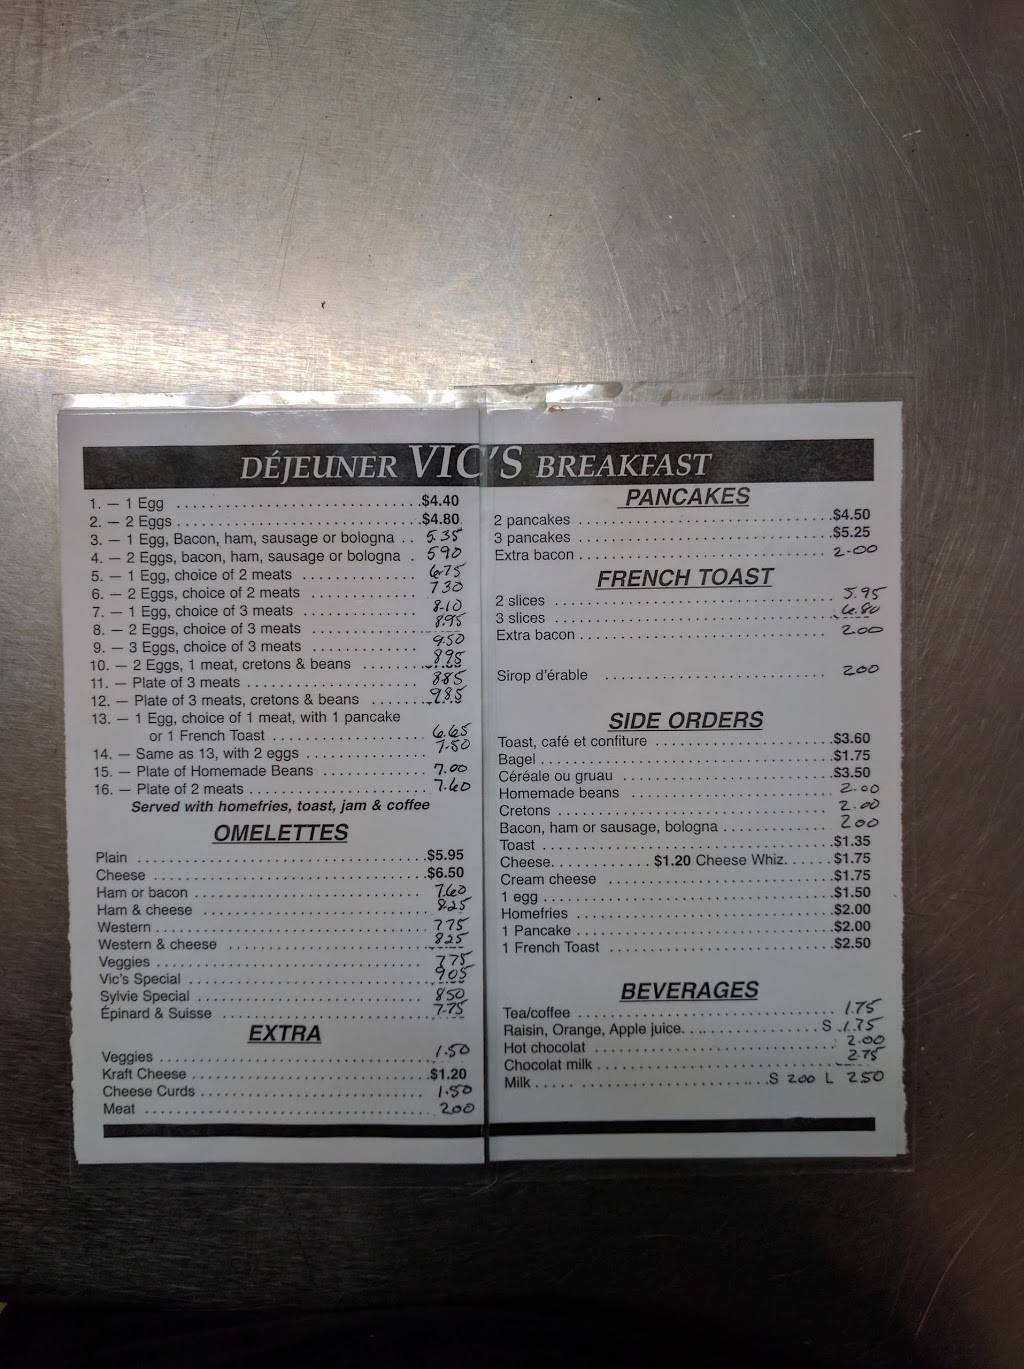 DÉJEUNER VIC'S BREAKFAST
1. – 1 Egg ............ $4.40
2. – 2 Eggs ............ $4.80
3. – 1 Egg, Bacon, ham, sausage or bologna .. 5.35
4. – 2 Eggs, bacon, ham, sausage or bologna . 5.90
5. – 1 Egg, choice of 2 meats ............ 6.75
6. – 2 Eggs, choice of 2 meats ............ 7.30
7. – 1 Egg, choice of 3 meats ............ 8.10
8. – 2 Eggs, choice of 3 meats ............ 8.95
9. – 3 Eggs, choice of 3 meats ............ 9.50
10. – 2 Eggs, 1 meat, cretons & beans ........ 8.95
11. – Plate of 3 meats ............ 8.85
12. – Plate of 3 meats, cretons & beans ........ 9.85
13. – 1 Egg, choice of 1 meat, with 1 pancake
or 1 French Toast ............ 6.65
14. – Same as 13, with 2 eggs ............ 7.50
15. – Plate of Homemade Beans ............ 7.00
16. – Plate of 2 meats ............ 7.60
Served with homefries, toast, jam & coffee
OMELETTES
Plain ............ $5.95
Cheese ............ $6.50
Ham or bacon ............ 7.60
Ham & cheese ............ 8.25
Western ............ 7.75
Western & cheese ............ 8.25
Veggies ............ 7.75
Vic's Special ............ 9.05
Sylvie Special ............ 8.50
Épinard & Suisse ............ 7.75
EXTRA
Veggies ............ 1.50
Kraft Cheese ............ $1.20
Cheese Curds ............ 1.50
Meat ............ 2.00
PANCAKES
2 pancakes ............ $4.50
3 pancakes ............ $5.25
Extra bacon ............ 2.00
FRENCH TOAST
2 slices ............ 5.95
3 slices ............ 6.80
Extra bacon ............ 2.00
Sirop d'érable ............ 2.00
SIDE ORDERS
Toast, café et confiture ............ $3.60
Bagel ............ $1.75
Céréale ou gruau ............ $3.50
Homemade beans ............ 2.00
Cretons ............ 2.00
Bacon, ham or sausage, bologna ............ 2.00
Toast ............ $1.35
Cheese............ $1.20 Cheese Whiz...... $1.75
Cream cheese ............ $1.75
1 egg ............ $1.50
Homefries ............ $2.00
1 Pancake ............ $2.00
1 French Toast ............ $2.50
BEVERAGES
Tea/coffee ............ 1.75
Raisin, Orange, Apple juice............ S 1.75
Hot chocolat ............ 2.00
Chocolat milk ............ 2.75
Milk ............ S 2.00 L 2.50